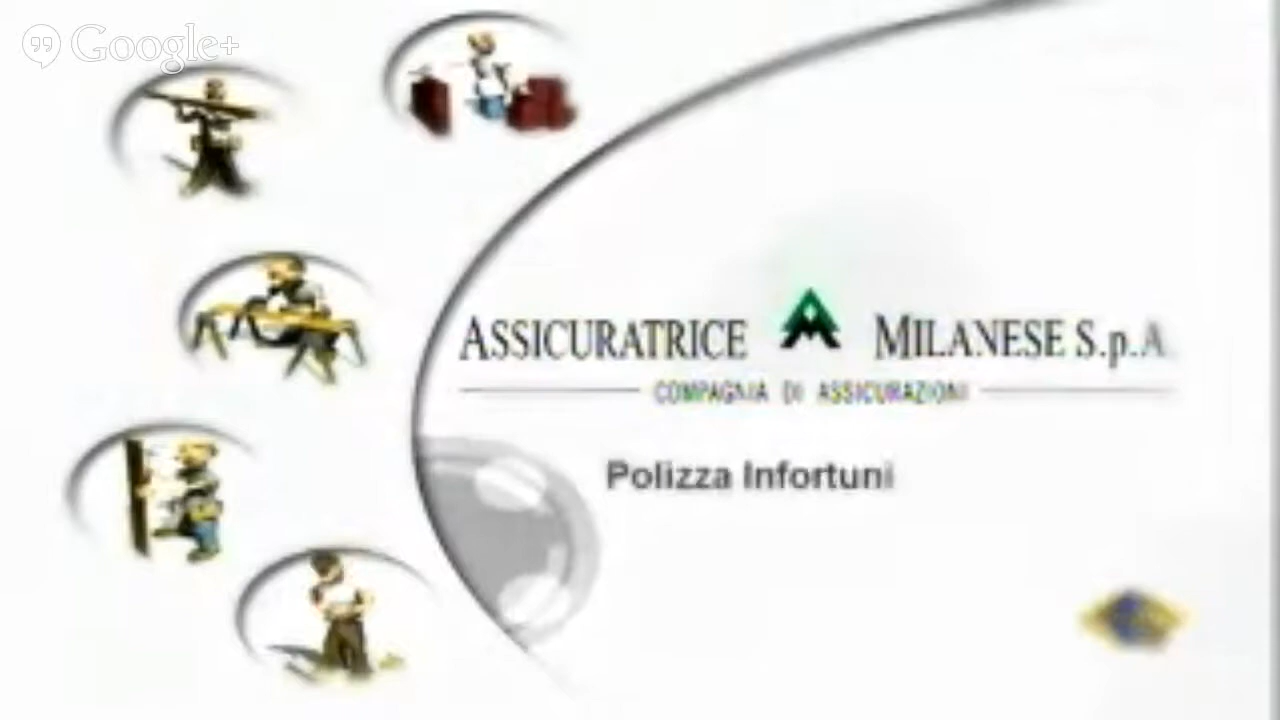 Google+
ASSICURATRICE MILANESE S.p.A.
COMPAGNIA DI ASSICURAZIONI
Polizza Infortuni